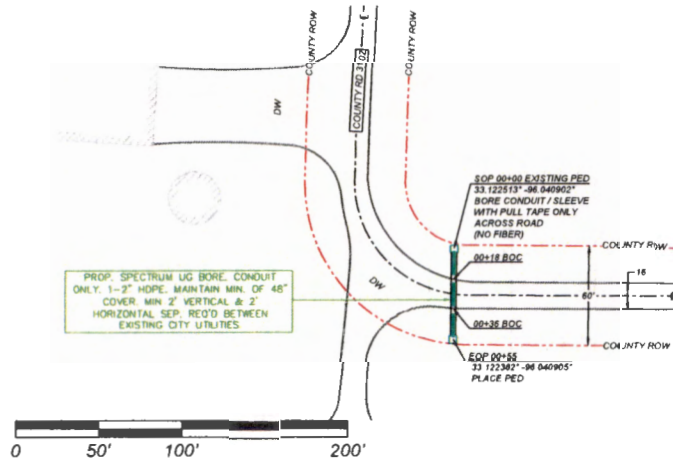 COUNTY ROW
COUNTY RD 3102
COUNTY ROW
DW
SOP 00+00 EXISTING PED
33.122513° -96.040902°
BORE CONDUIT / SLEEVE
WITH PULL TAPE ONLY
ACROSS ROAD
(NO FIBER)
COUNTY ROW
00+18 BOC
16
PROP. SPECTRUM UG BORE. CONDUIT
ONLY. 1-2" HDPE. MAINTAIN MIN. OF 48"
COVER. MIN 2' VERTICAL & 2'
HORIZONTAL SEP. REQ'D BETWEEN
EXISTING CITY UTILITIES
DW
60'
00+36 BOC
COUNTY ROW
EOP 00+55
33 122362° -96 040905°
PLACE PED
0 50' 100' 200'